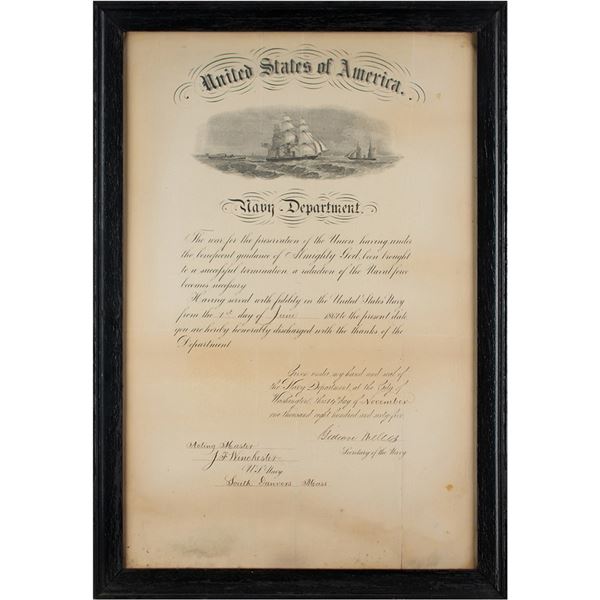 United States of America.
Navy Department.
The war for the preservation of the Union having, under
the beneficent guidance of Almighty God, been brought
to a successful termination a reduction of the Naval force
becomes necessary
Having served with fidelity in the United States Navy
from the 1st day of June 1861 to the present date
you are hereby honorably discharged with the thanks of the
Department
Given under my hand and seal of
the Navy Department, at the City of
Washington, this 14th day of November
one thousand eight hundred and sixty five
Gideon Welles
Secretary of the Navy
Acting Master
J. F. Winchester
U.S. Navy
South Danvers Mass